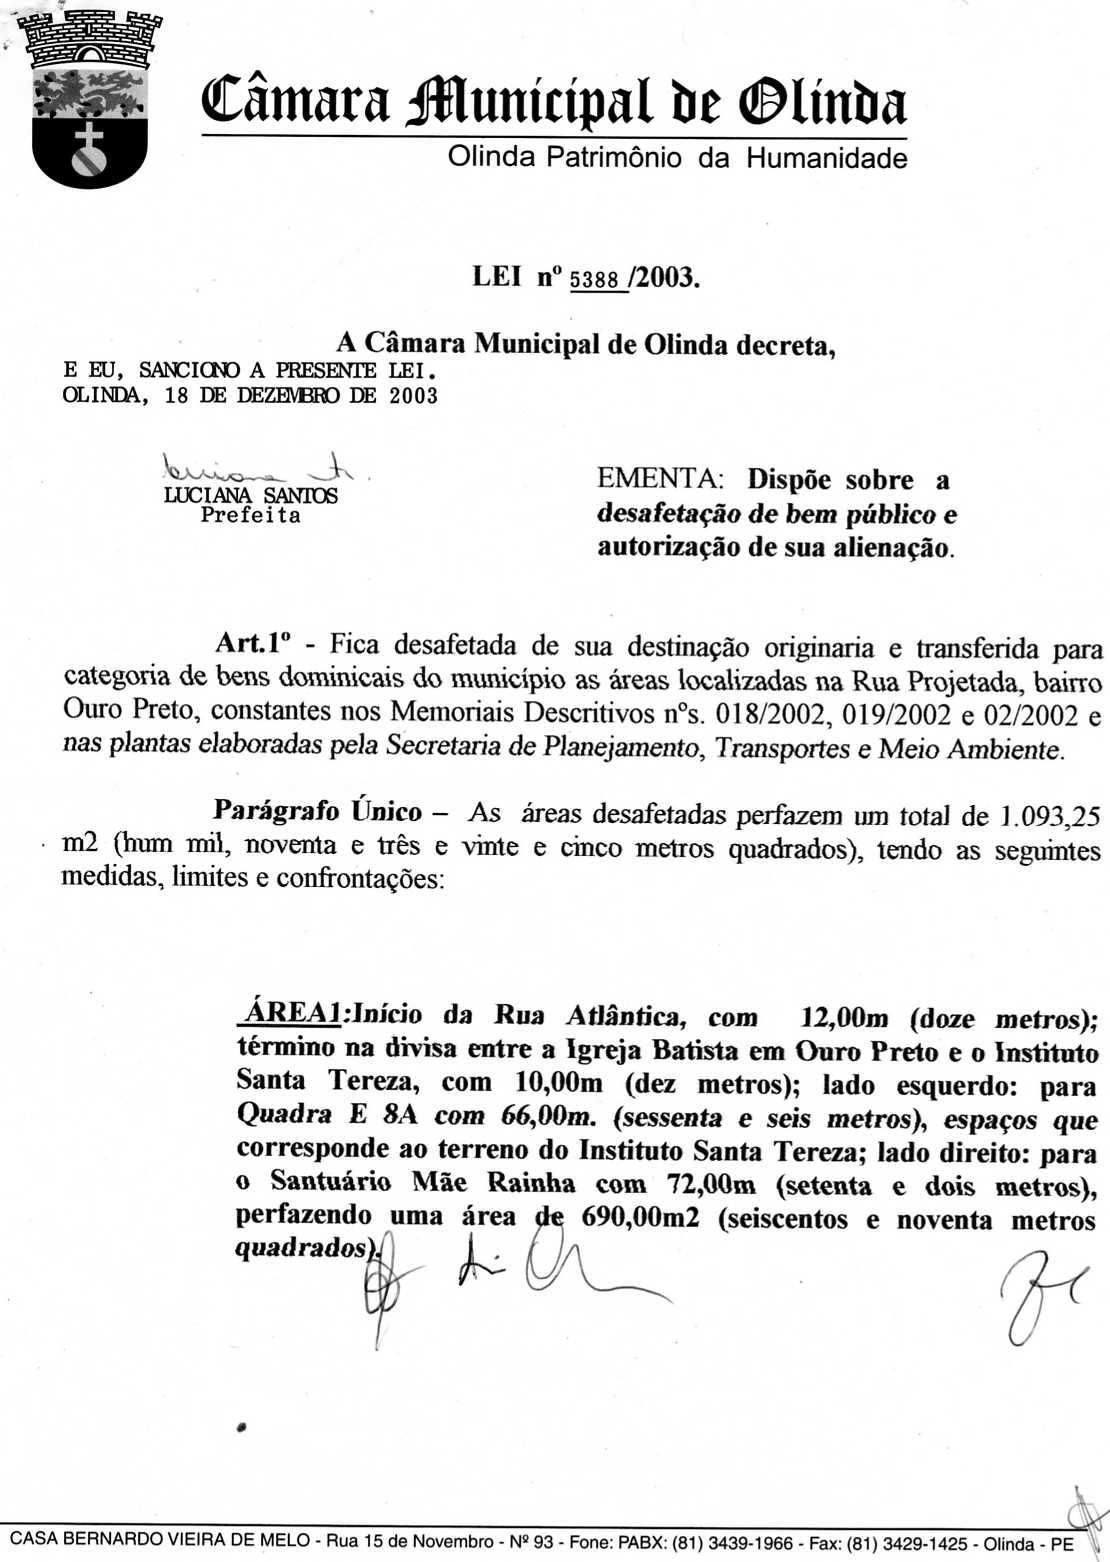 Câmara Municipal de Olinda
Olinda Patrimônio da Humanidade
LEI nº 5388 /2003.
A Câmara Municipal de Olinda decreta,
E EU, SANCIONO A PRESENTE LEI.
OLINDA, 18 DE DEZEMBRO DE 2003
LUCIANA SANTOS
Prefeita
EMENTA: Dispõe sobre a
desafetação de bem público e
autorização de sua alienação.
Art.1º - Fica desafetada de sua destinação originaria e transferida para
categoria de bens dominicais do município as áreas localizadas na Rua Projetada, bairro
Ouro Preto, constantes nos Memoriais Descritivos nºs. 018/2002, 019/2002 e 02/2002 e
nas plantas elaboradas pela Secretaria de Planejamento, Transportes e Meio Ambiente.
Parágrafo Único – As áreas desafetadas perfazem um total de 1.093,25
m2 (hum mil, noventa e três e vinte e cinco metros quadrados), tendo as seguintes
medidas, limites e confrontações:
ÁREA1:Início da Rua Atlântica, com 12,00m (doze metros);
término na divisa entre a Igreja Batista em Ouro Preto e o Instituto
Santa Tereza, com 10,00m (dez metros); lado esquerdo: para
Quadra E 8A com 66,00m. (sessenta e seis metros), espaços que
corresponde ao terreno do Instituto Santa Tereza; lado direito: para
o Santuário Mãe Rainha com 72,00m (setenta e dois metros),
perfazendo uma área de 690,00m2 (seiscentos e noventa metros
quadrados).
CASA BERNARDO VIEIRA DE MELO - Rua 15 de Novembro - Nº 93 - Fone: PABX: (81) 3439-1966 - Fax: (81) 3429-1425 - Olinda - PE